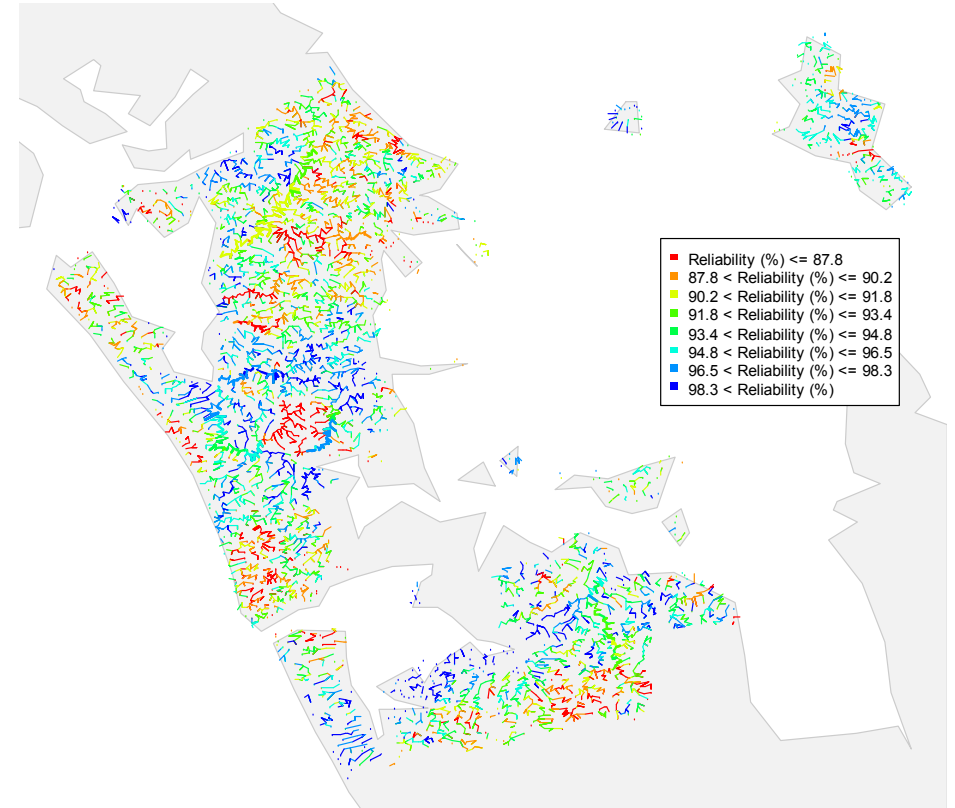 Reliability (%) <= 87.8
87.8 < Reliability (%) <= 90.2
90.2 < Reliability (%) <= 91.8
91.8 < Reliability (%) <= 93.4
93.4 < Reliability (%) <= 94.8
94.8 < Reliability (%) <= 96.5
96.5 < Reliability (%) <= 98.3
98.3 < Reliability (%)